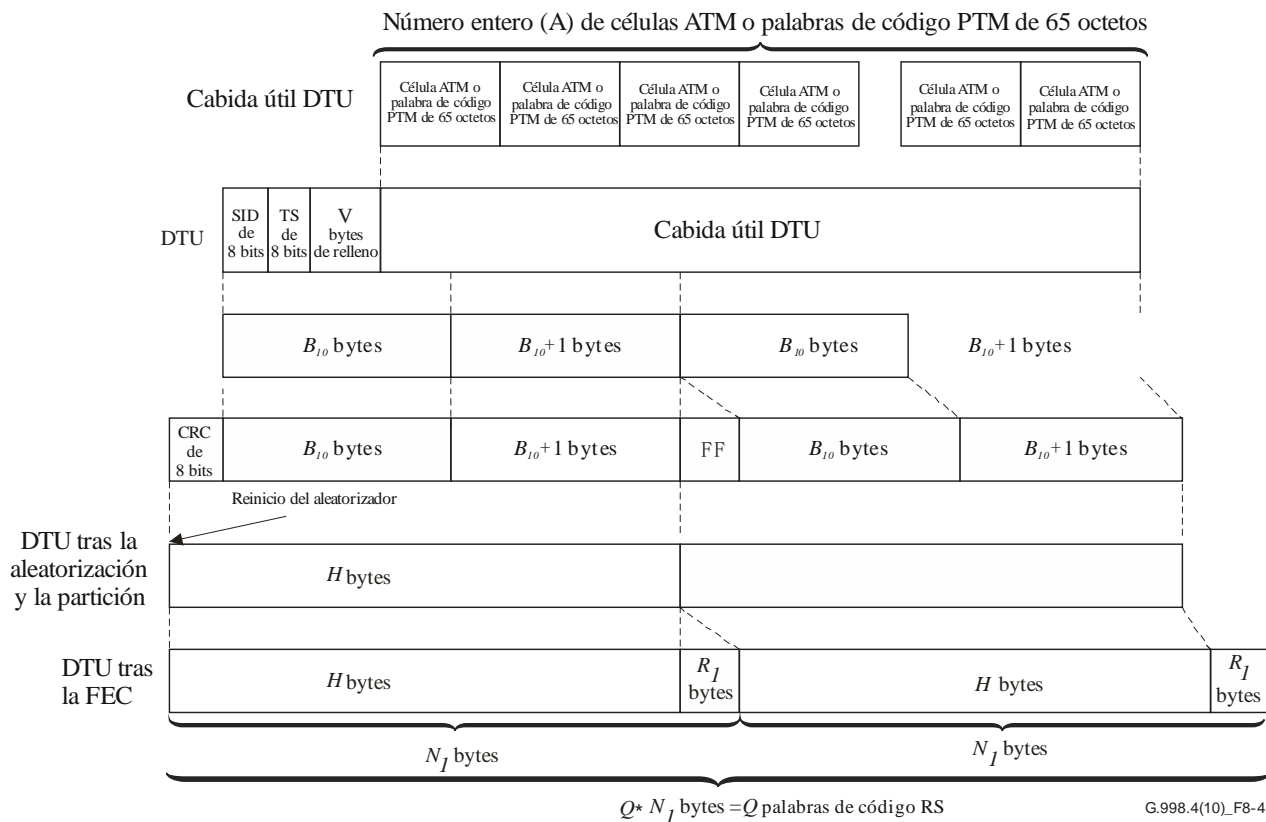 Número entero (A) de células ATM o palabras de código PTM de 65 octetos
Cabida útil DTU
Célula ATM o
palabra de código
PTM de 65 octetos
Célula ATM o
palabra de código
PTM de 65 octetos
Célula ATM o
palabra de código
PTM de 65 octetos
Célula ATM o
palabra de código
PTM de 65 octetos
Célula ATM o
palabra de código
PTM de 65 octetos
Célula ATM o
palabra de código
PTM de 65 octetos
DTU
SID
de
8 bits
TS
de
8 bits
V
bytes
de relleno
Cabida útil DTU
B10 bytes
B10+1 bytes
B10 bytes
B10+1 bytes
CRC
de
8 bits
B10 bytes
B10+1 bytes
FF
B10 bytes
B10+1 bytes
Reinicio del aleatorizador
DTU tras la
aleatorización
y la partición
H bytes
DTU tras
la FEC
H bytes
R1
bytes
H bytes
R1
bytes
N1 bytes
N1 bytes
Q* N1 bytes =Q palabras de código RS
G.998.4(10)_F8-4